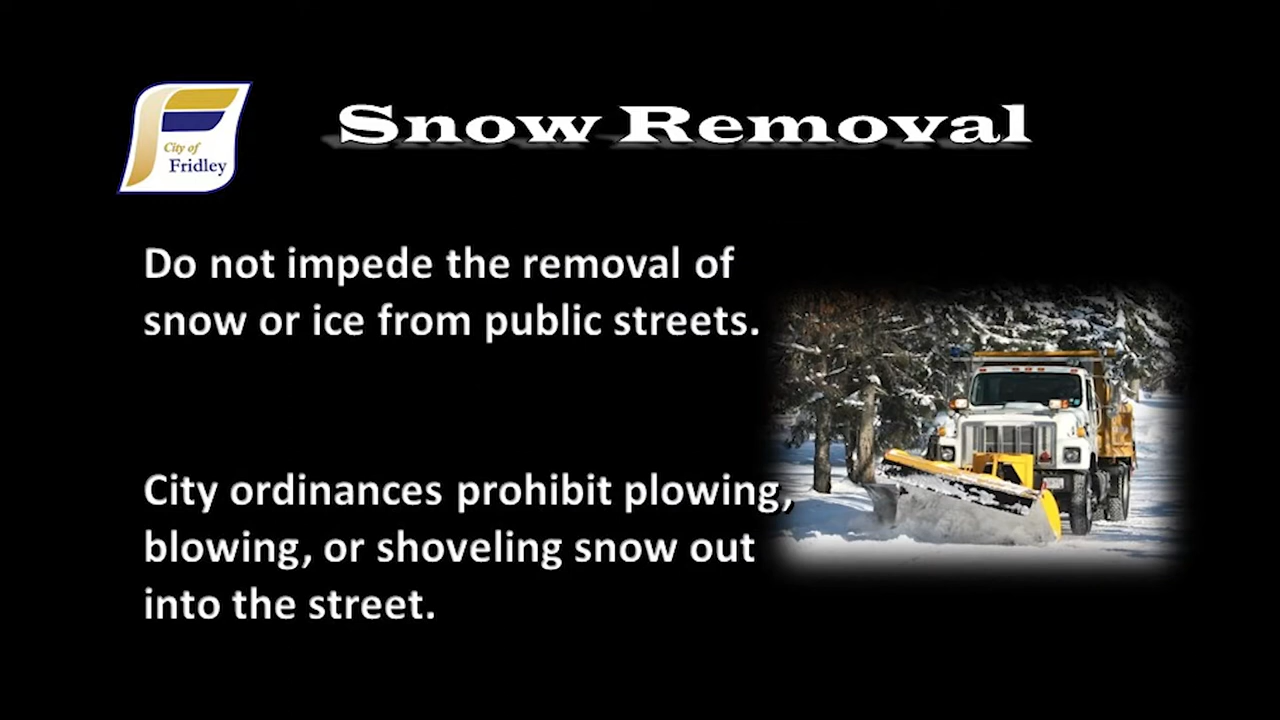 City of
Fridley
Snow Removal
Do not impede the removal of
snow or ice from public streets.
City ordinances prohibit plowing,
blowing, or shoveling snow out
into the street.